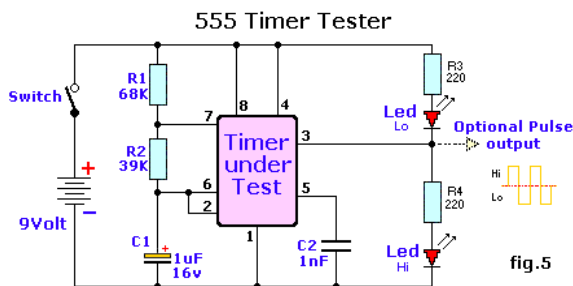 555 Timer Tester
R1
68K
R2
39K
Switch
9Volt
+
−
C1
+
1uF
16v
7
8
4
6
2
3
5
1
Timer
under
Test
C2
1nF
R3
220
Led
Lo
Optional Pulse
output
Hi
Lo
R4
220
Led
Hi
fig.5